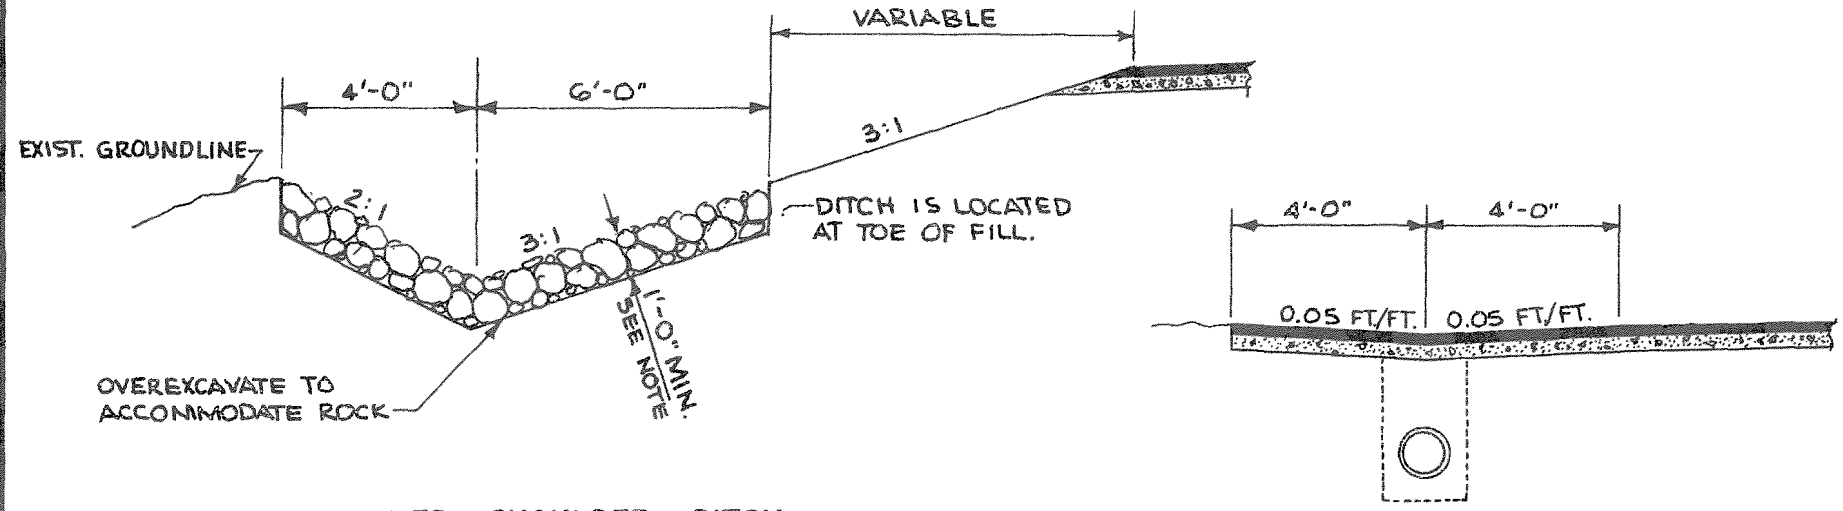 VARIABLE
4'-0"
6'-0"
EXIST. GROUNDLINE
3:1
2:1
3:1
DITCH IS LOCATED
AT TOE OF FILL.
4'-0"
4'-0"
1'-0" MIN.
SEE NOTE
0.05 FT./FT.
0.05 FT/FT.
OVEREXCAVATE TO
ACCOMMODATE ROCK
SHOULDER DITCH